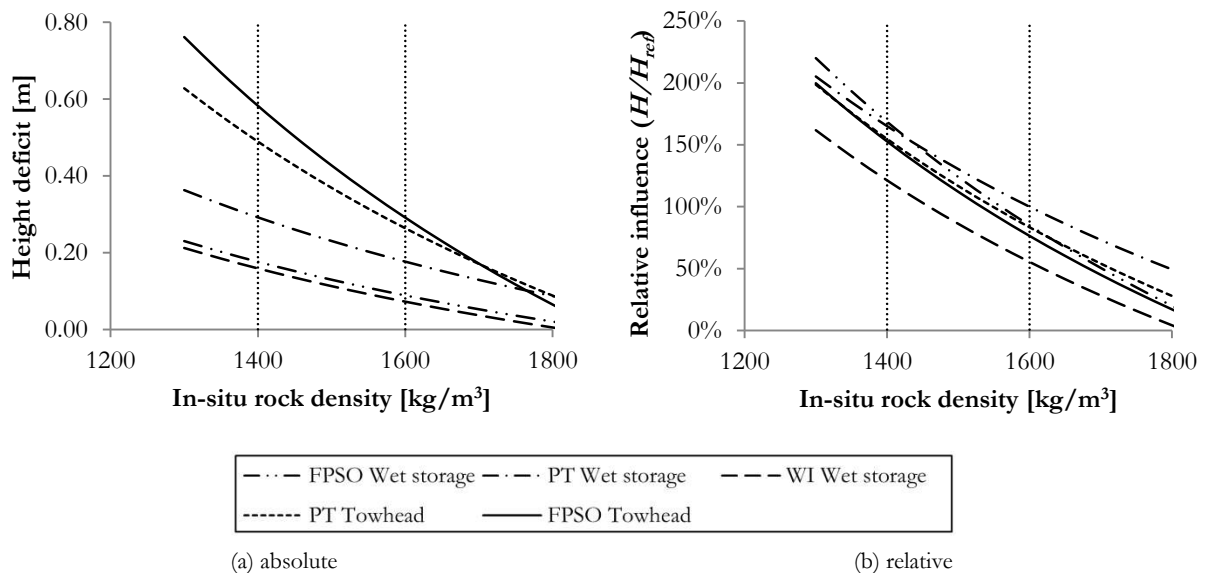 Height deficit [m]
0.80
0.60
0.40
0.20
0.00
1200
1400
1600
1800
In-situ rock density [kg/m³]
(a) absolute
Relative influence (H/H_ref)
250%
200%
150%
100%
50%
0%
1200
1400
1600
1800
In-situ rock density [kg/m³]
(b) relative
FPSO Wet storage
PT Wet storage
WI Wet storage
PT Towhead
FPSO Towhead